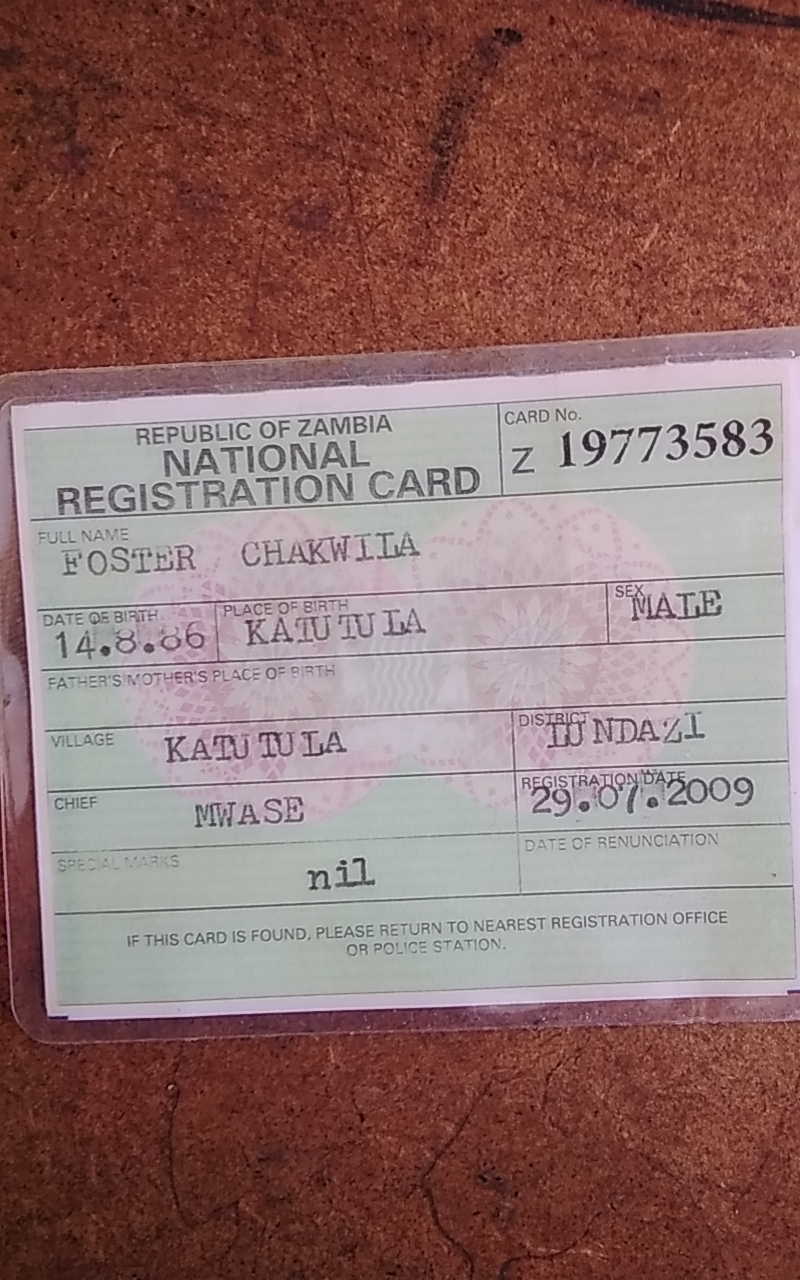 REPUBLIC OF ZAMBIA
NATIONAL
REGISTRATION CARD
CARD No.
Z 19773583
FULL NAME
FOSTER CHAKWILA
DATE OF BIRTH
14.8.86
PLACE OF BIRTH
KATUTULA
SEX
MALE
FATHER'S/MOTHER'S PLACE OF BIRTH
VILLAGE
KATUTULA
DISTRICT
LUNDAZI
CHIEF
MWASE
REGISTRATION DATE
29.07.2009
SPECIAL MARKS
nil
DATE OF RENUNCIATION
IF THIS CARD IS FOUND, PLEASE RETURN TO NEAREST REGISTRATION OFFICE
OR POLICE STATION.